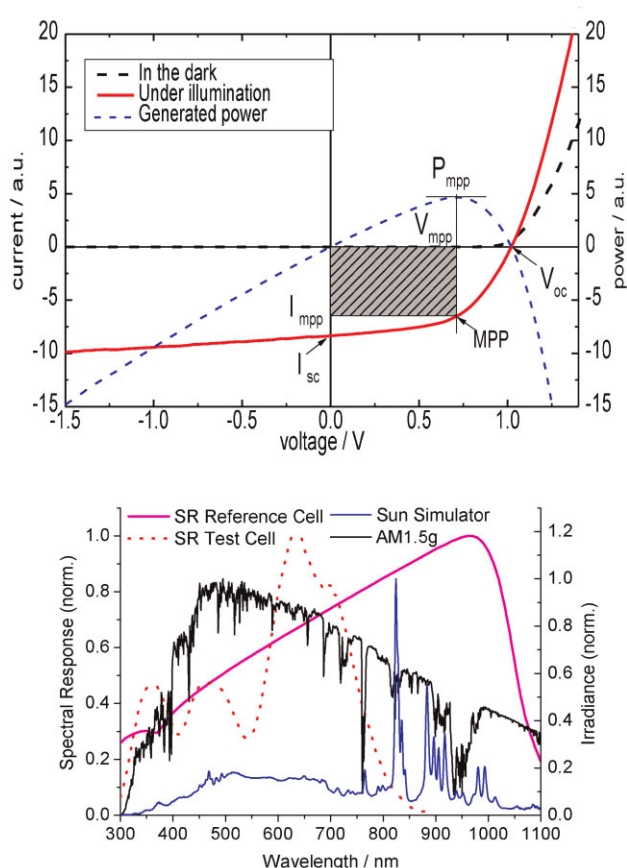 20
15
10
5
0
-5
-10
-15
current / a.u.
In the dark
Under illumination
Generated power
P mpp
V mpp
I mpp
I sc
MPP
V oc
20
15
10
5
0
-5
-10
-15
power / a.u.
-1.5 -1.0 -0.5 0.0 0.5 1.0
voltage / V
SR Reference Cell Sun Simulator
SR Test Cell AM1.5g
1.0
0.8
0.6
0.4
0.2
0.0
Spectral Response (norm.)
1.2
1.0
0.8
0.6
0.4
0.2
0.0
Irradiance (norm.)
300 400 500 600 700 800 900 1000 1100
Wavelength / nm